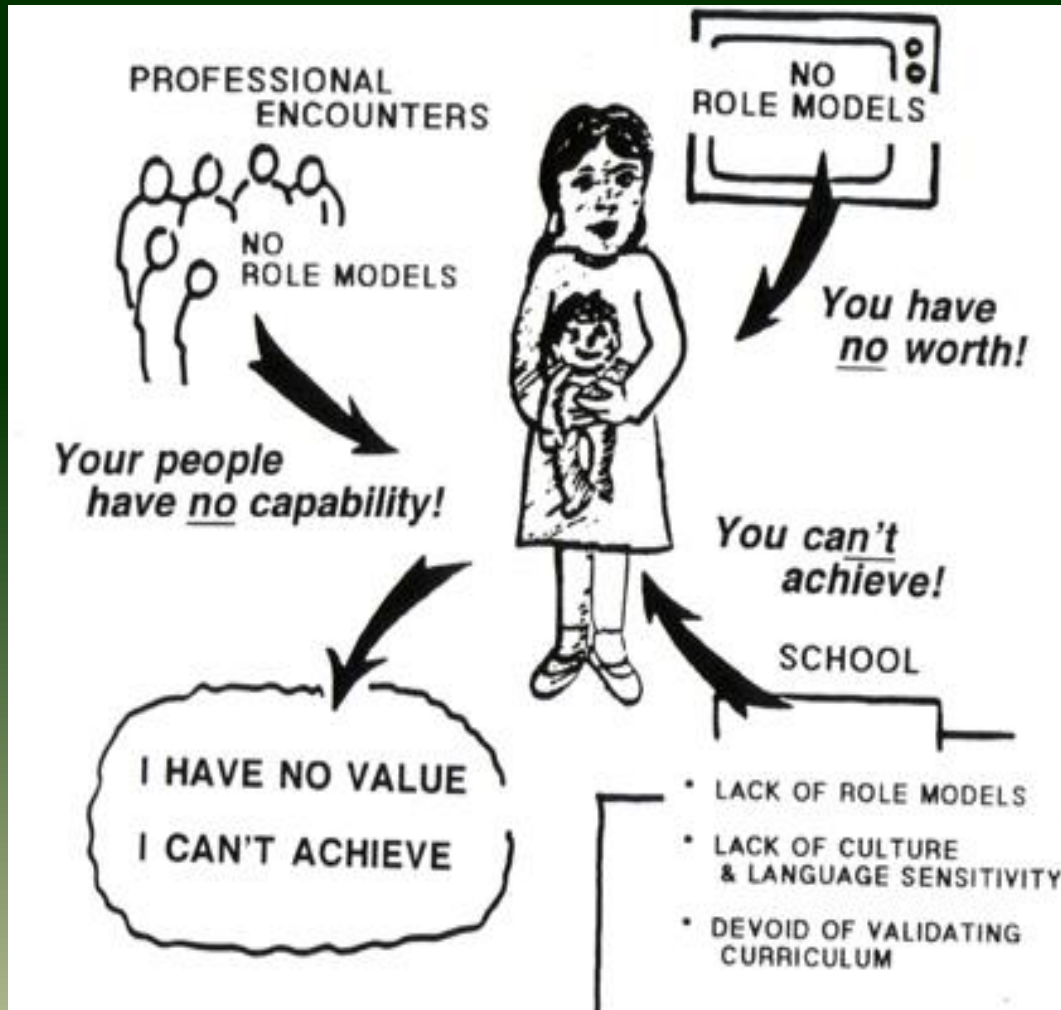 PROFESSIONAL
ENCOUNTERS
NO
ROLE MODELS
NO
ROLE MODELS
You have
no worth!
Your people
have no capability!
You can't
achieve!
SCHOOL
I HAVE NO VALUE
I CAN'T ACHIEVE
* LACK OF ROLE MODELS
* LACK OF CULTURE
& LANGUAGE SENSITIVITY
* DEVOID OF VALIDATING
CURRICULUM